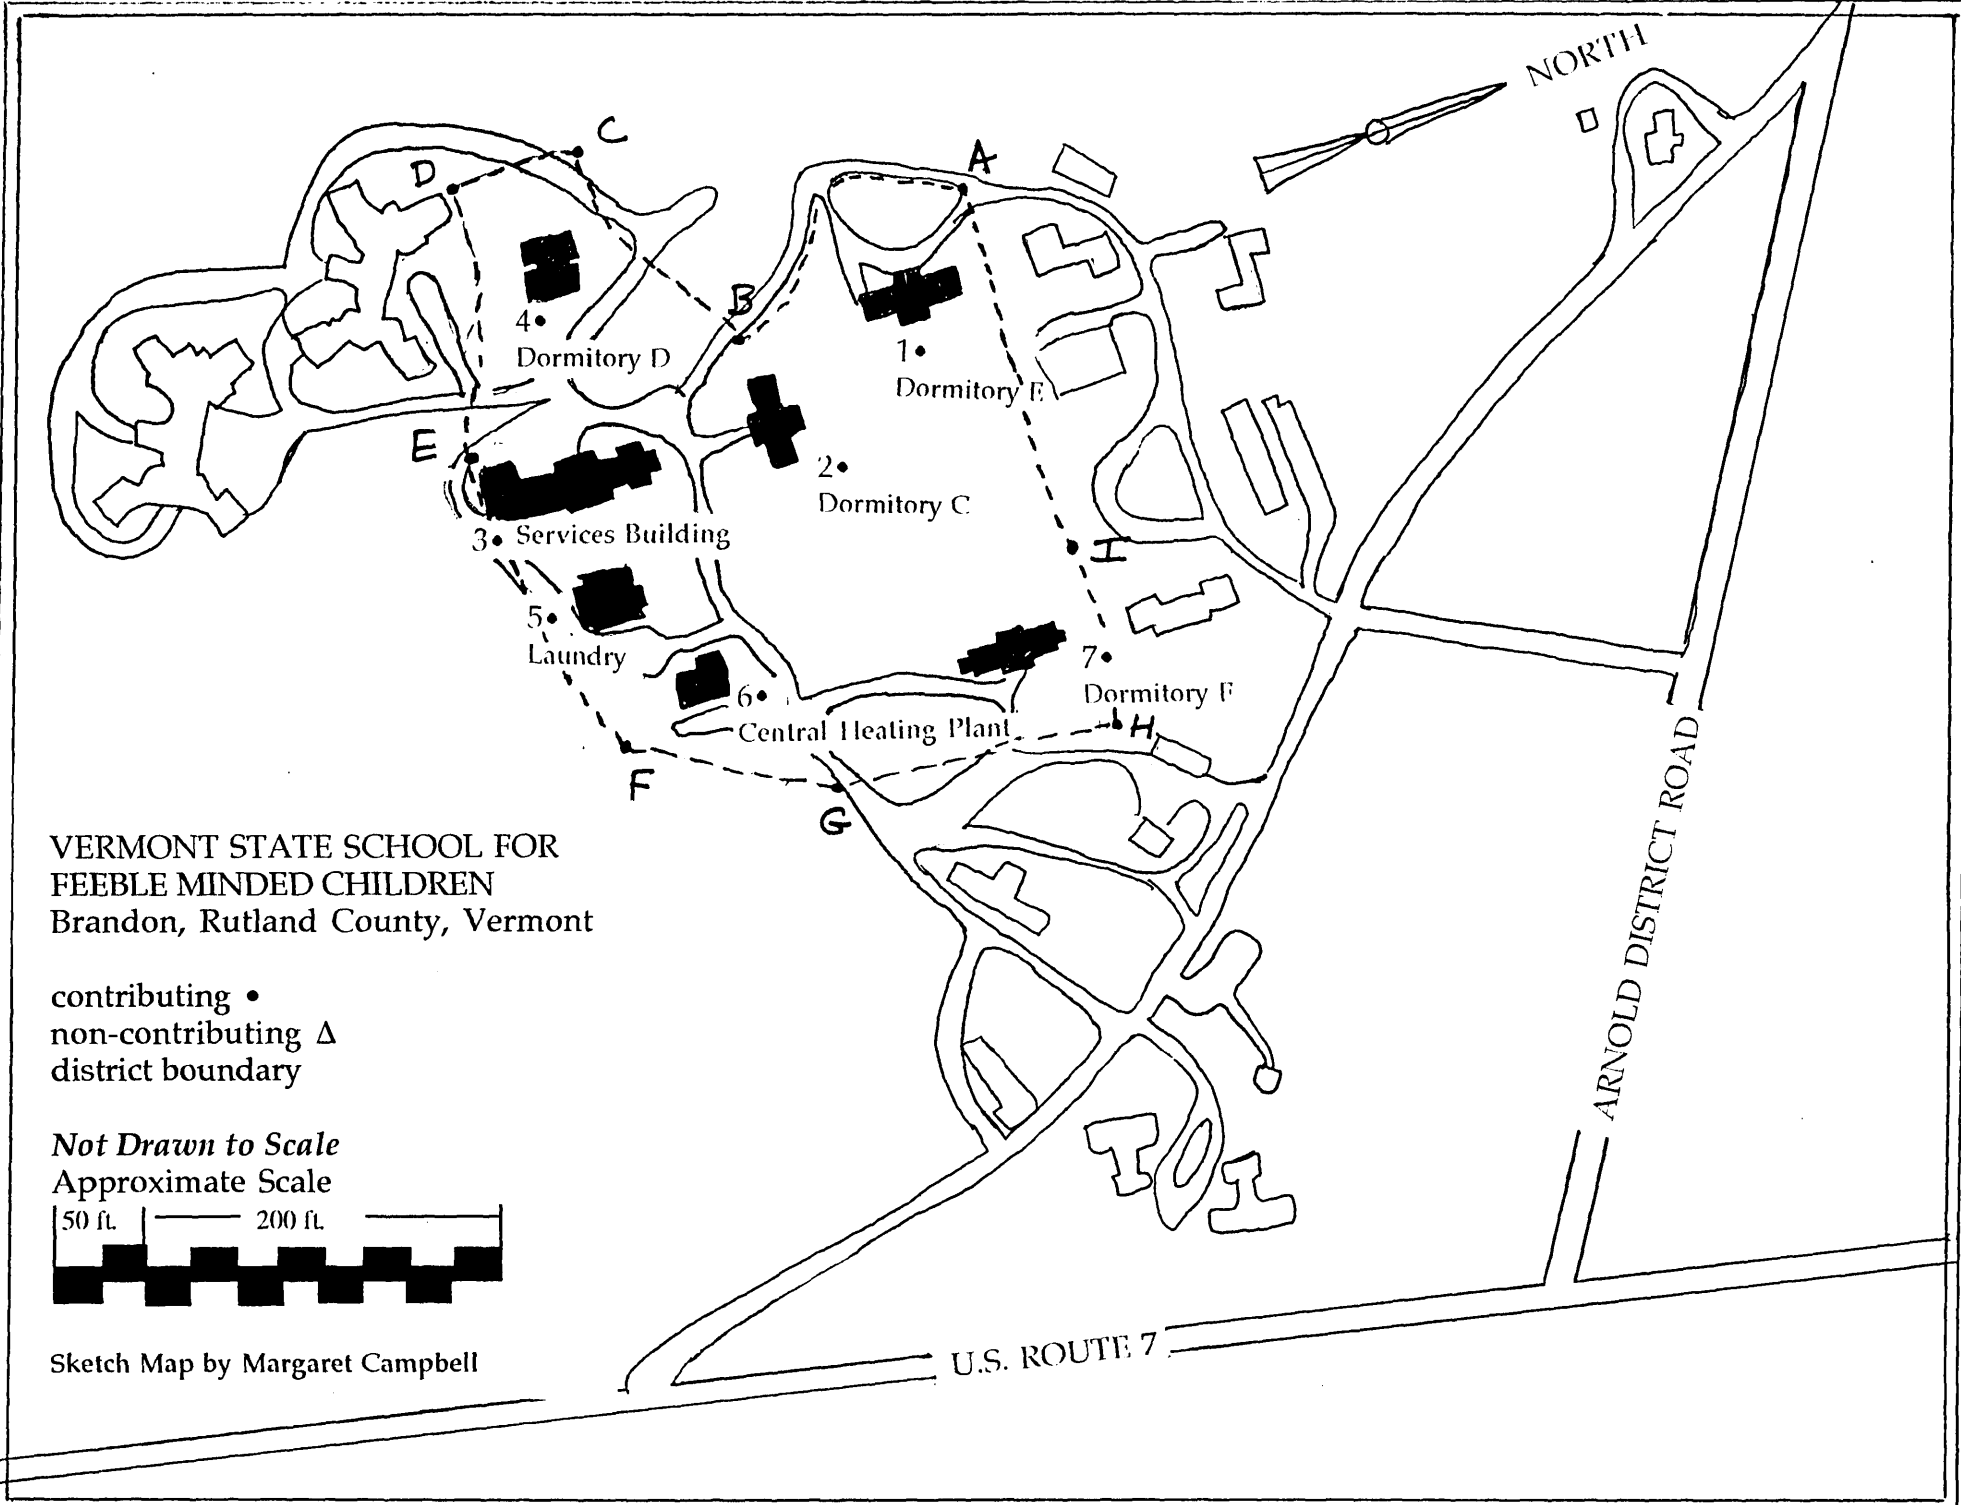 NORTH
C
A
D
B
4•
Dormitory D
1•
Dormitory E
E
2•
Dormitory C
3• Services Building
I
5•
Laundry
7•
Dormitory F
6•
Central Heating Plant
H
F
G
ARNOLD DISTRICT ROAD
VERMONT STATE SCHOOL FOR
FEEBLE MINDED CHILDREN
Brandon, Rutland County, Vermont
contributing •
non-contributing Δ
district boundary
Not Drawn to Scale
Approximate Scale
50 ft. 200 ft.
Sketch Map by Margaret Campbell
U.S. ROUTE 7